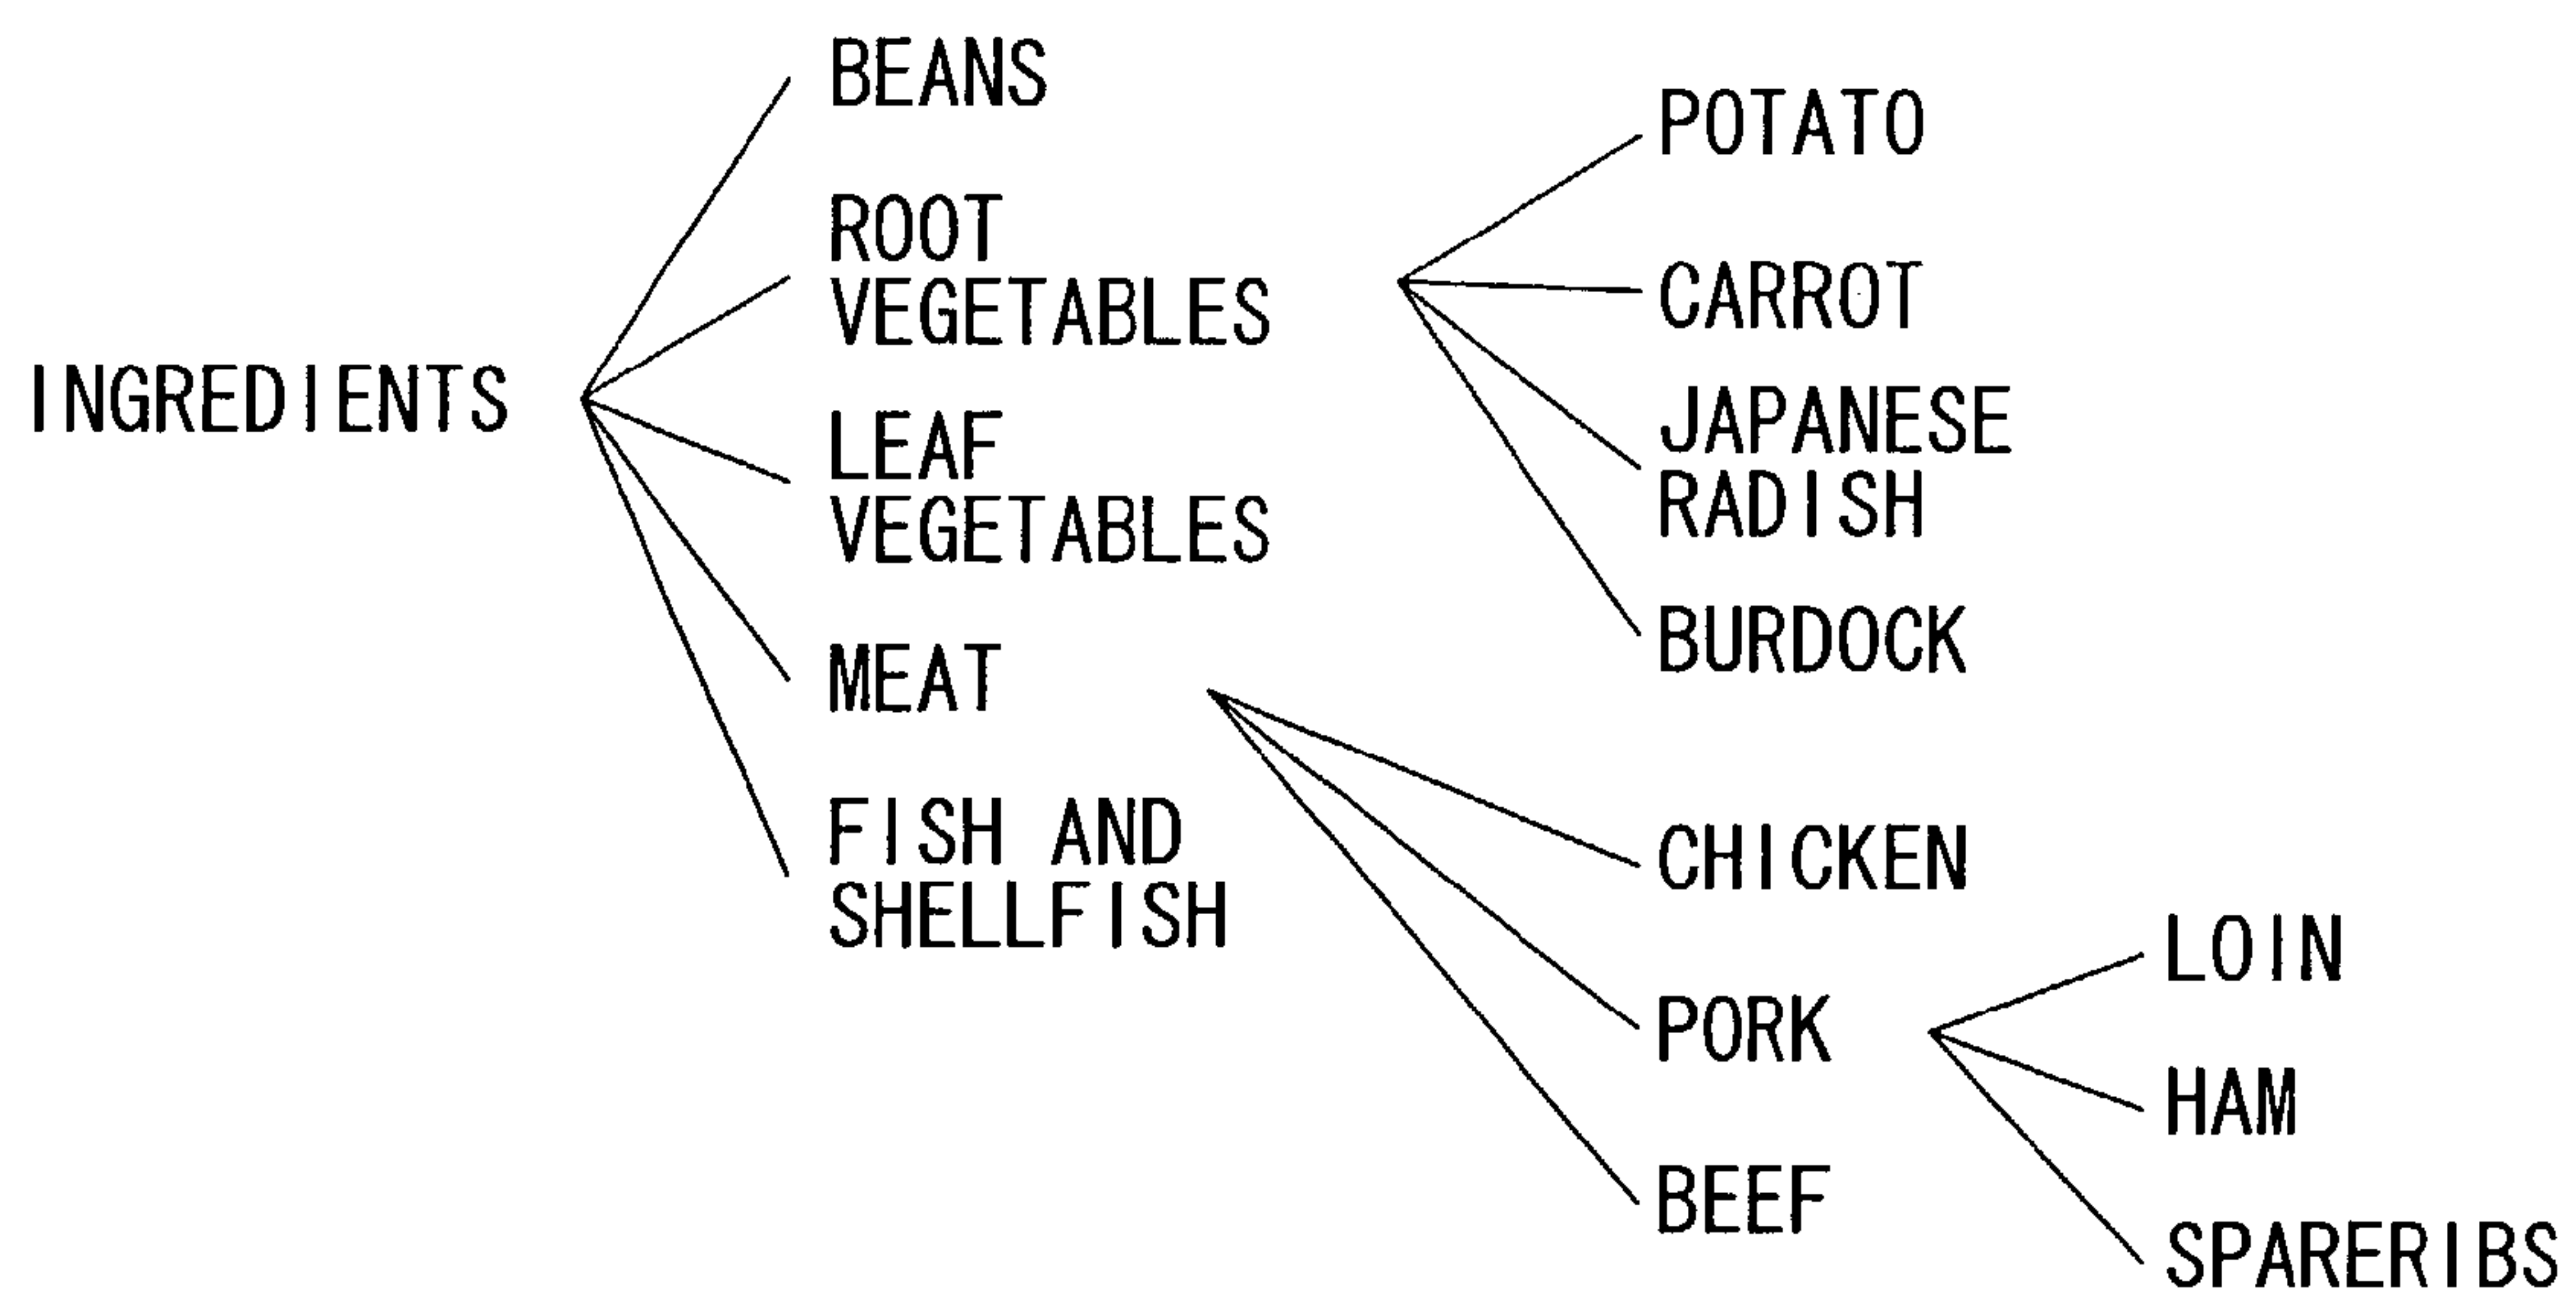 INGREDIENTS
BEANS
ROOT
VEGETABLES
LEAF
VEGETABLES
MEAT
FISH AND
SHELLFISH
POTATO
CARROT
JAPANESE
RADISH
BURDOCK
CHICKEN
PORK
BEEF
LOIN
HAM
SPARERIBS